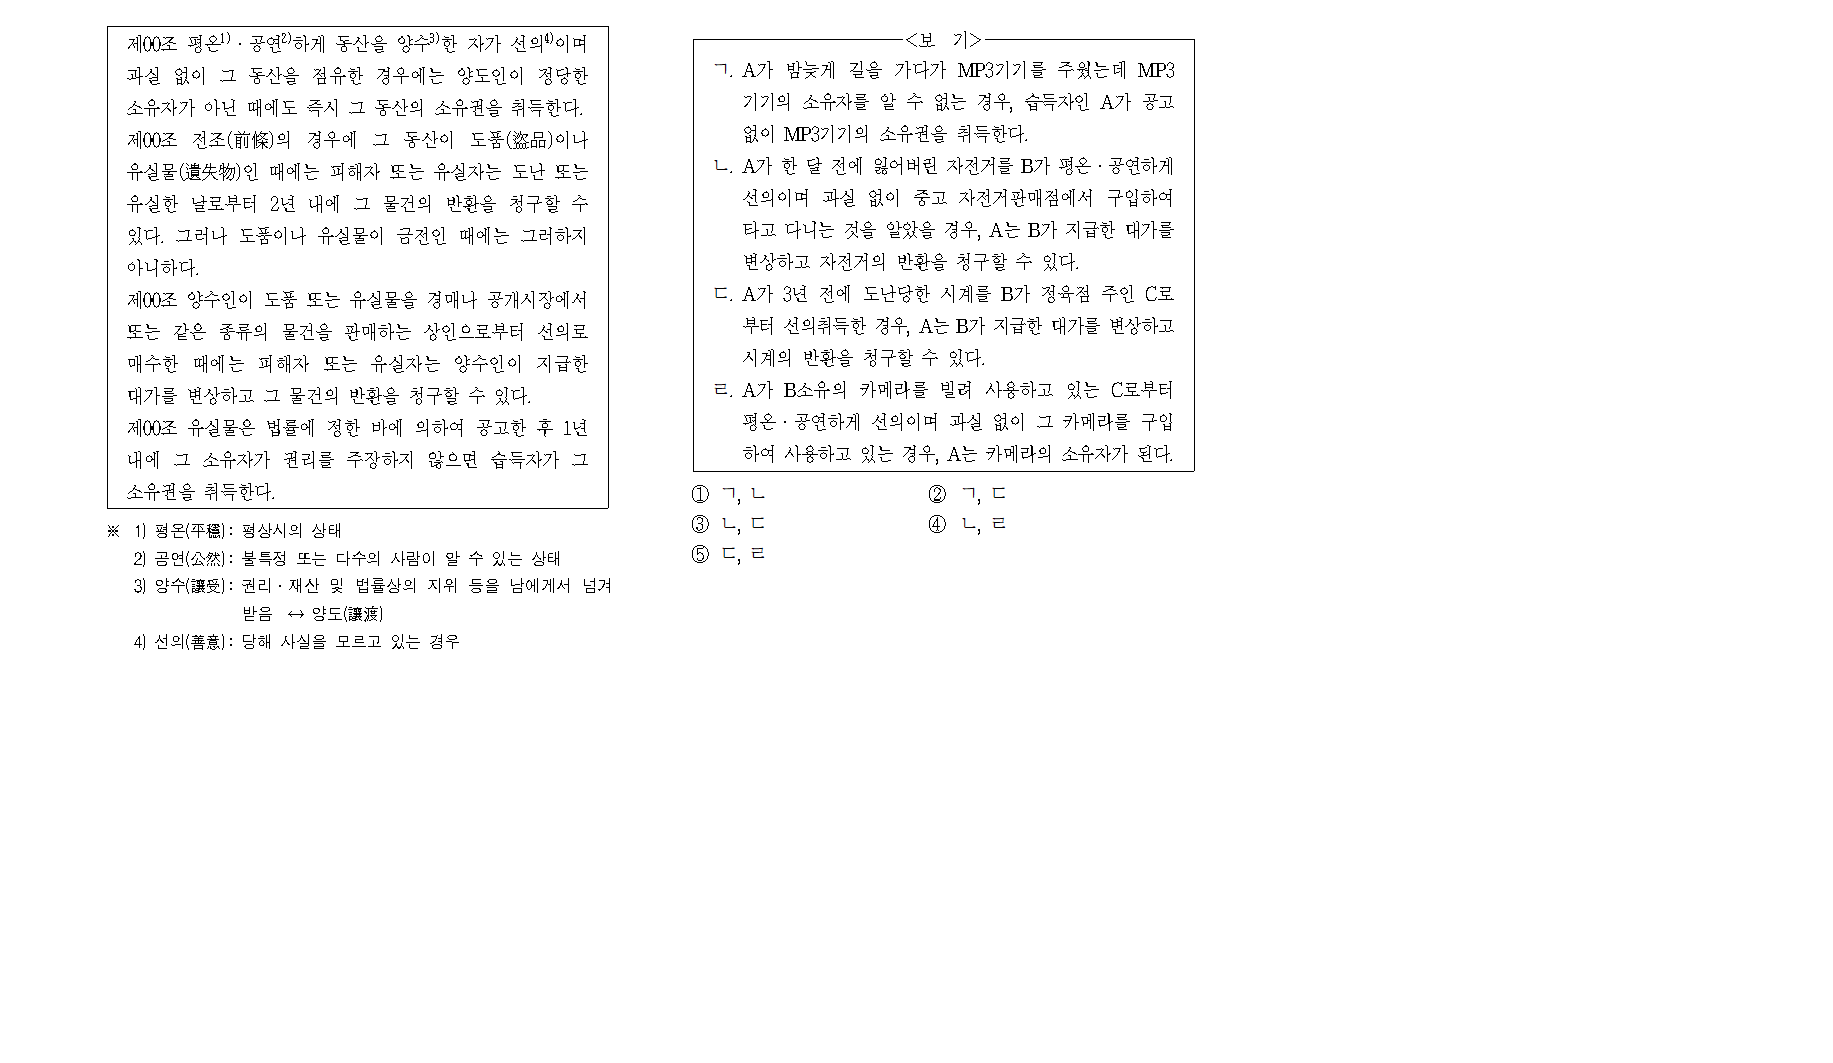 제00조 평온1)·공연2)하게 동산을 양수3)한 자가 선의4)이며
과실 없이 그 동산을 점유한 경우에는 양도인이 정당한
소유자가 아닌 때에도 즉시 그 동산의 소유권을 취득한다.
제00조 전조(前條)의 경우에 그 동산이 도품(盜品)이나
유실물(遺失物)인 때에는 피해자 또는 유실자는 도난 또는
유실한 날로부터 2년 내에 그 물건의 반환을 청구할 수
있다. 그러나 도품이나 유실물이 금전인 때에는 그러하지
아니하다.
제00조 양수인이 도품 또는 유실물을 경매나 공개시장에서
또는 같은 종류의 물건을 판매하는 상인으로부터 선의로
매수한 때에는 피해자 또는 유실자는 양수인이 지급한
대가를 변상하고 그 물건의 반환을 청구할 수 있다.
제00조 유실물은 법률에 정한 바에 의하여 공고한 후 1년
내에 그 소유자가 권리를 주장하지 않으면 습득자가 그
소유권을 취득한다.
※ 1) 평온(平穩): 평상시의 상태
2) 공연(公然): 불특정 또는 다수의 사람이 알 수 있는 상태
3) 양수(讓受): 권리·재산 및 법률상의 지위 등을 남에게서 넘겨
받음 ↔ 양도(讓渡)
4) 선의(善意): 당해 사실을 모르고 있는 경우
<보 기>
ㄱ. A가 밤늦게 길을 가다가 MP3기기를 주웠는데 MP3
기기의 소유자를 알 수 없는 경우, 습득자인 A가 공고
없이 MP3기기의 소유권을 취득한다.
ㄴ. A가 한 달 전에 잃어버린 자전거를 B가 평온·공연하게
선의이며 과실 없이 중고 자전거판매점에서 구입하여
타고 다니는 것을 알았을 경우, A는 B가 지급한 대가를
변상하고 자전거의 반환을 청구할 수 있다.
ㄷ. A가 3년 전에 도난당한 시계를 B가 정육점 주인 C로
부터 선의취득한 경우, A는 B가 지급한 대가를 변상하고
시계의 반환을 청구할 수 있다.
ㄹ. A가 B소유의 카메라를 빌려 사용하고 있는 C로부터
평온·공연하게 선의이며 과실 없이 그 카메라를 구입
하여 사용하고 있는 경우, A는 카메라의 소유자가 된다.
① ㄱ, ㄴ ② ㄱ, ㄷ
③ ㄴ, ㄷ ④ ㄴ, ㄹ
⑤ ㄷ, ㄹ